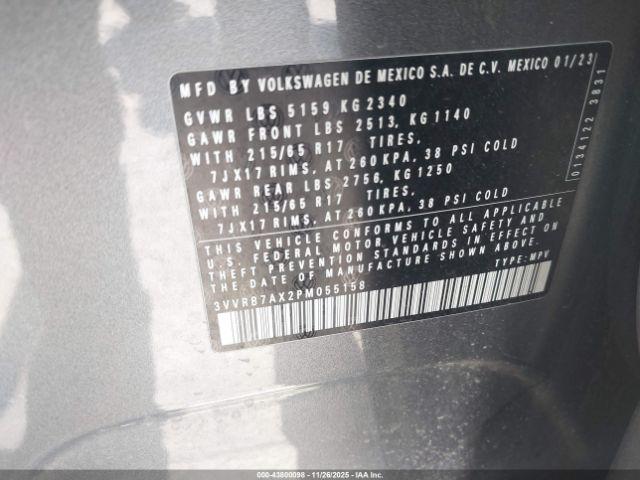 MFD BY VOLKSWAGEN DE MEXICO S.A. DE C.V. MEXICO 01/23
GVWR LBS 5159 KG 2340
GAWR FRONT LBS 2513, KG 1140
WITH 215/65 R17 TIRES,
7JX17 RIMS, AT 260 KPA, 38 PSI COLD
GAWR REAR LBS 2756, KG 1250
WITH 215/65 R17 TIRES,
7JX17 RIMS, AT 260 KPA, 38 PSI COLD
THIS VEHICLE CONFORMS TO ALL APPLICABLE
U.S. FEDERAL MOTOR VEHICLE SAFETY AND
THEFT PREVENTION STANDARDS IN EFFECT ON
THE DATE OF MANUFACTURE SHOWN ABOVE.
3VVRB7AX2PM055158 TYPE: MPV
0134122 3831
000-43800098 • 11/26/2025 • IAAI.com